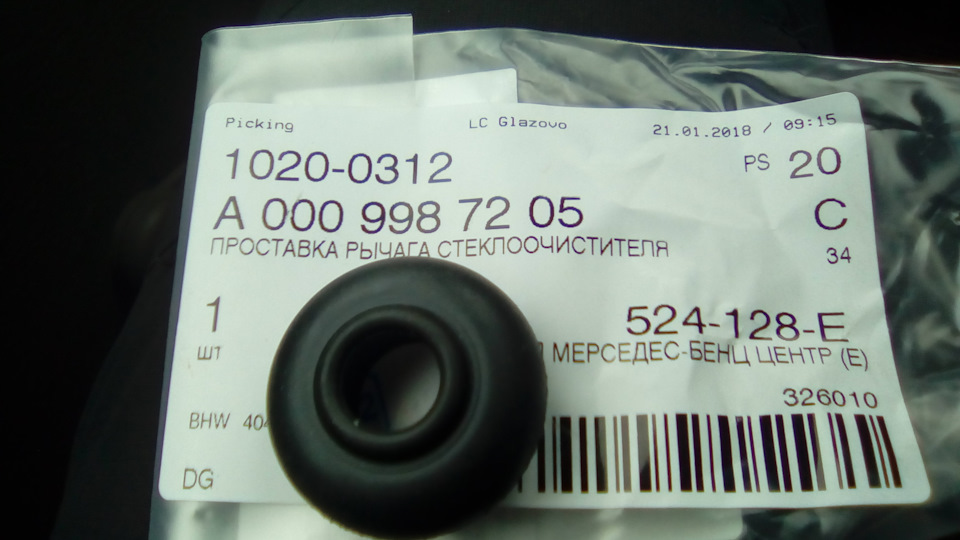 Picking LC Glazovo 21.01.2018 / 09:15
1020-0312 PS 20
A 000 998 72 05 C
ПРОСТАВКА РЫЧАГА СТЕКЛООЧИСТИТЕЛЯ 34
1 524-128-E
ШТ МЕРСЕДЕС-БЕНЦ ЦЕНТР (E)
326010
BHW 404
DG